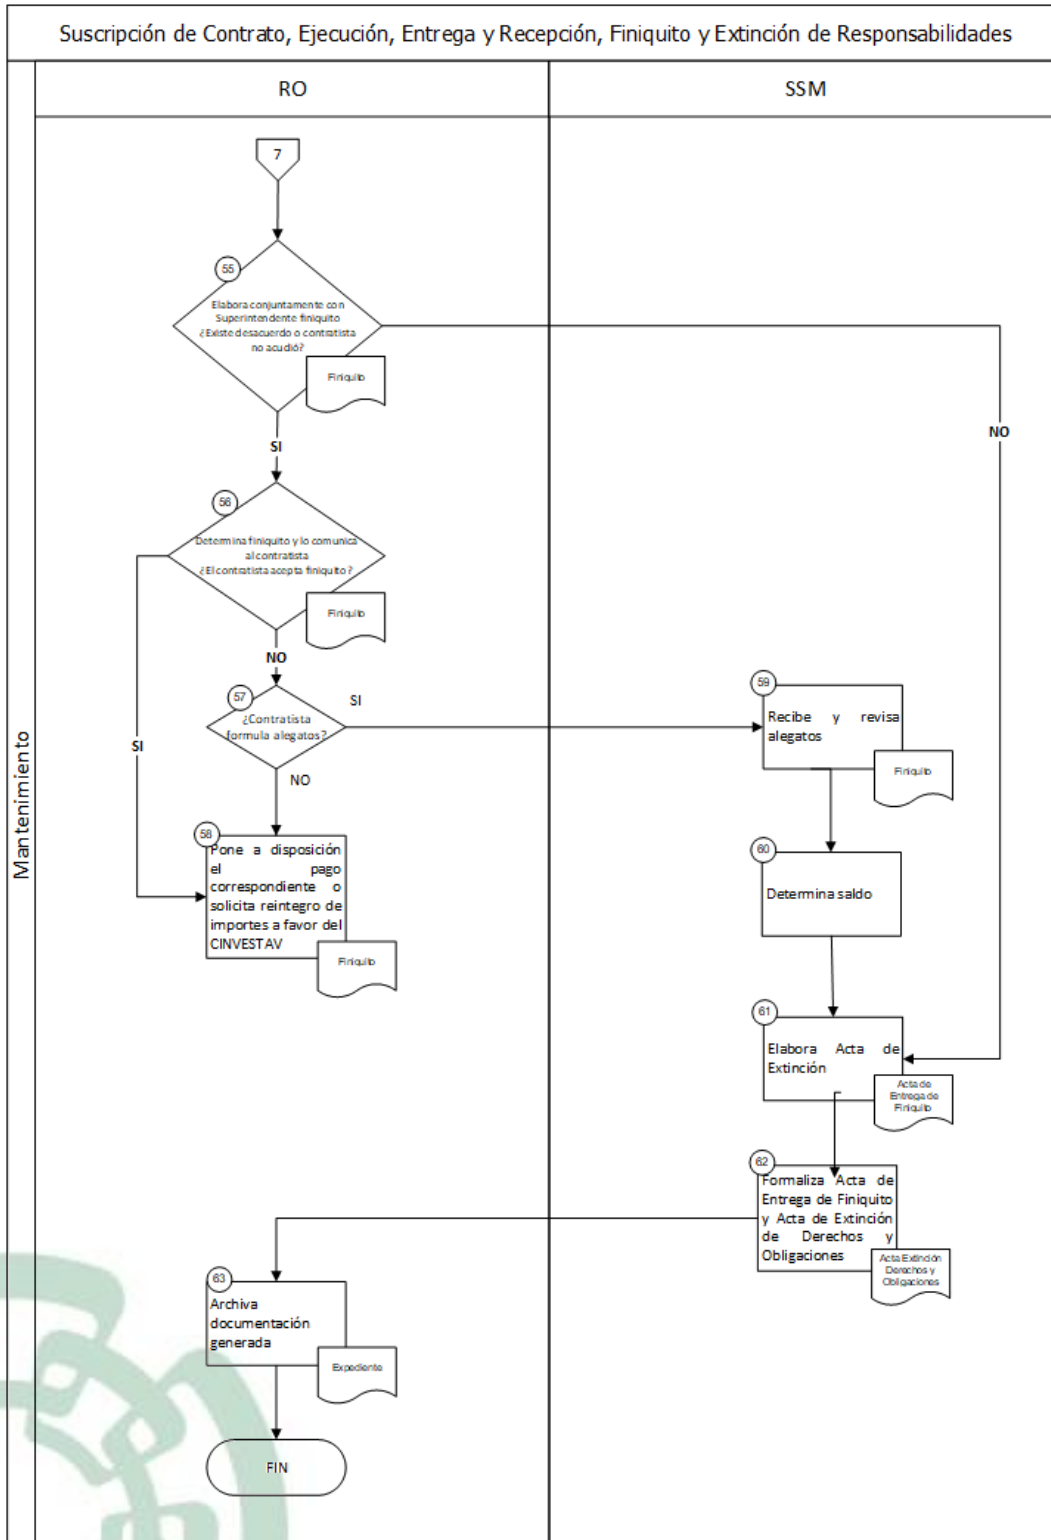 Suscripción de Contrato, Ejecución, Entrega y Recepción, Finiquito y Extinción de Responsabilidades
RO
SSM
Mantenimiento
7
55
Elabora conjuntamente con
Superintendente finiquito
¿Existe desacuerdo o contratista
no acudió?
Finiquito
NO
SI
56
Determina finiquito y lo comunica
al contratista
¿El contratista acepta finiquito?
Finiquito
SI
NO
57
¿Contratista
formula alegatos?
SI
NO
59
Recibe y revisa
alegatos
Finiquito
58
Pone a disposición
el pago
correspondiente o
solicita reintegro de
importes a favor del
CINVESTAV
Finiquito
60
Determina saldo
61
Elabora Acta de
Extinción
Acta de
Entrega de
Finiquito
62
Formaliza Acta de
Entrega de Finiquito
y Acta de Extinción
de Derechos y
Obligaciones
Acta Extinción
Derechos y
Obligaciones
63
Archiva
documentación
generada
Expediente
FIN